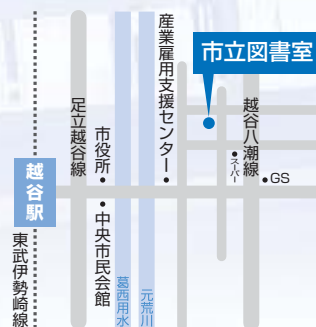 産業雇用支援センター
市立図書室
足立越谷線
市役所
越谷八潮線
スーパー
GS
越谷駅
中央市民会館
東武伊勢崎線
葛西用水
元荒川